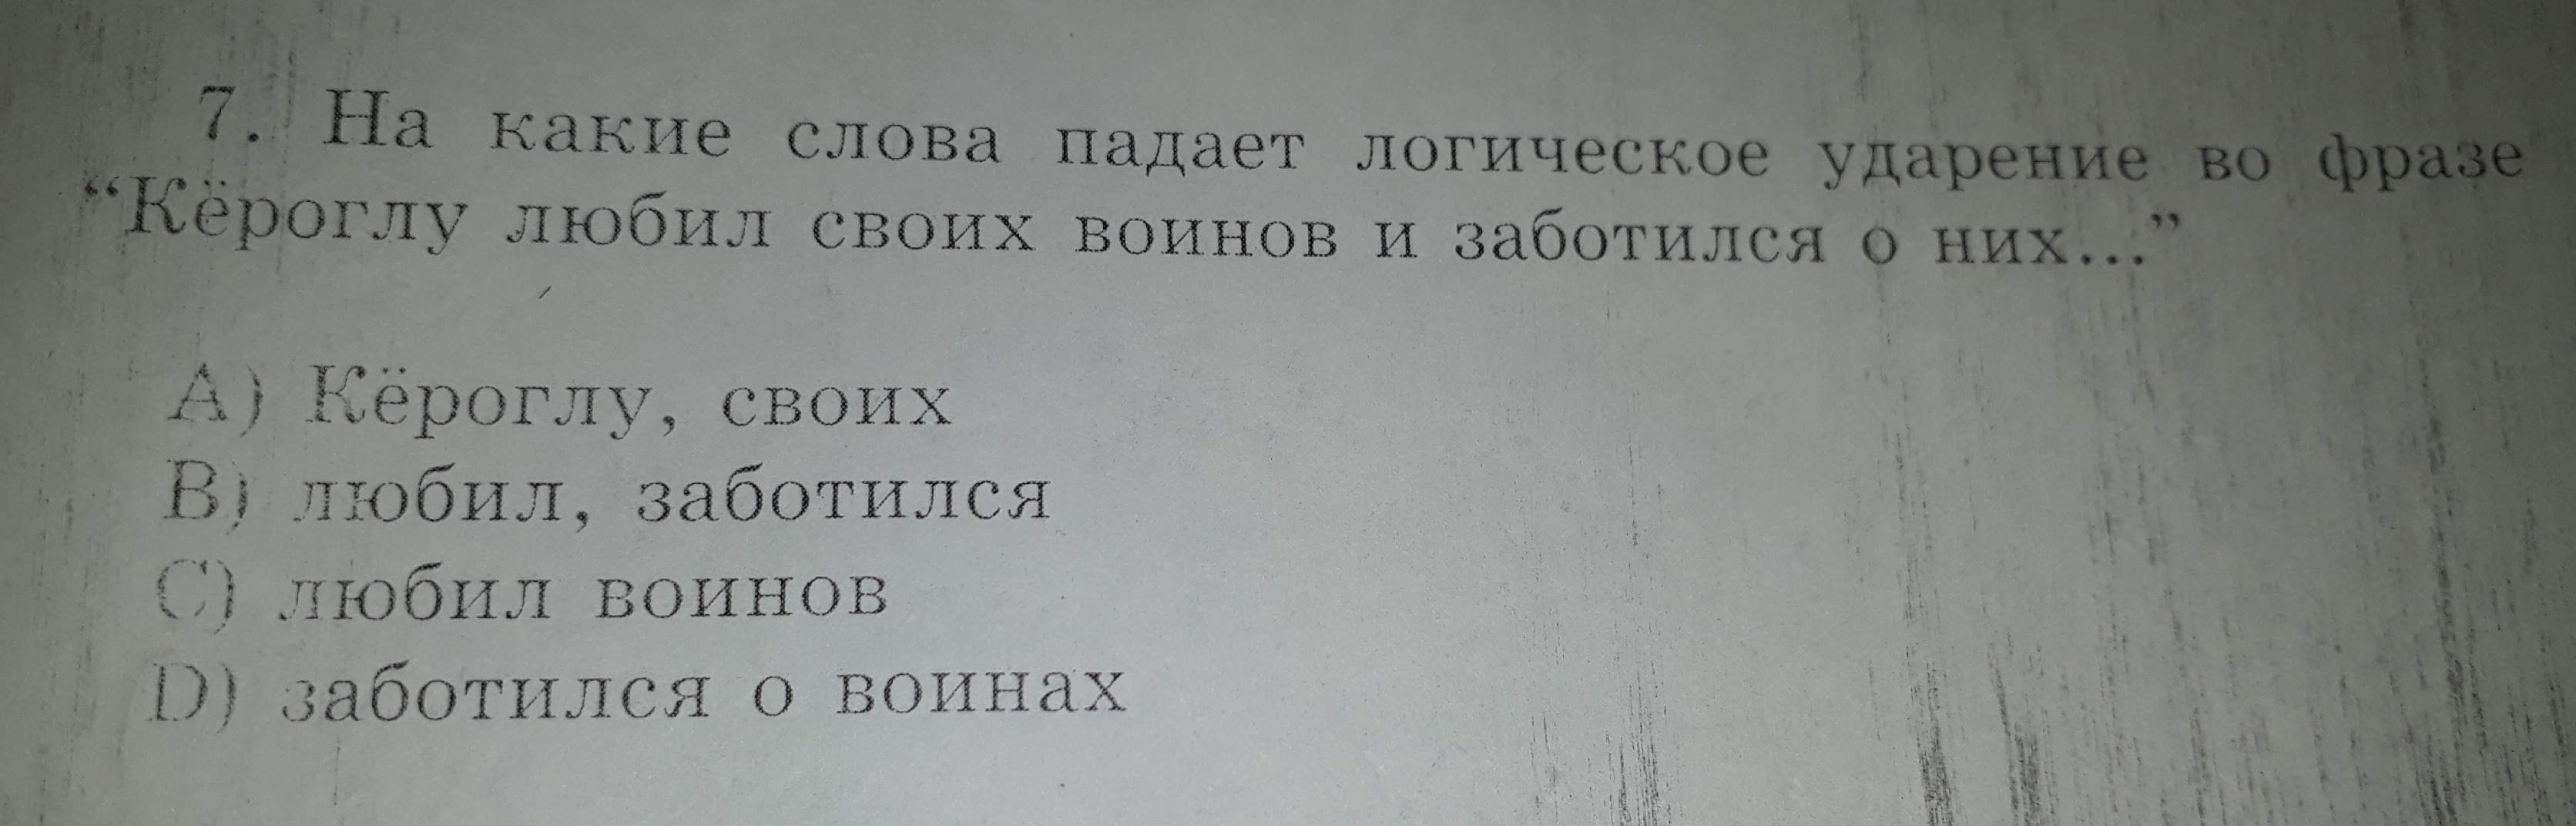 7. На какие слова падает логическое ударение во фразе
“Кёроглу любил своих воинов и заботился о них...”
A) Кёроглу, своих
B) любил, заботился
C) любил воинов
D) заботился о воинах